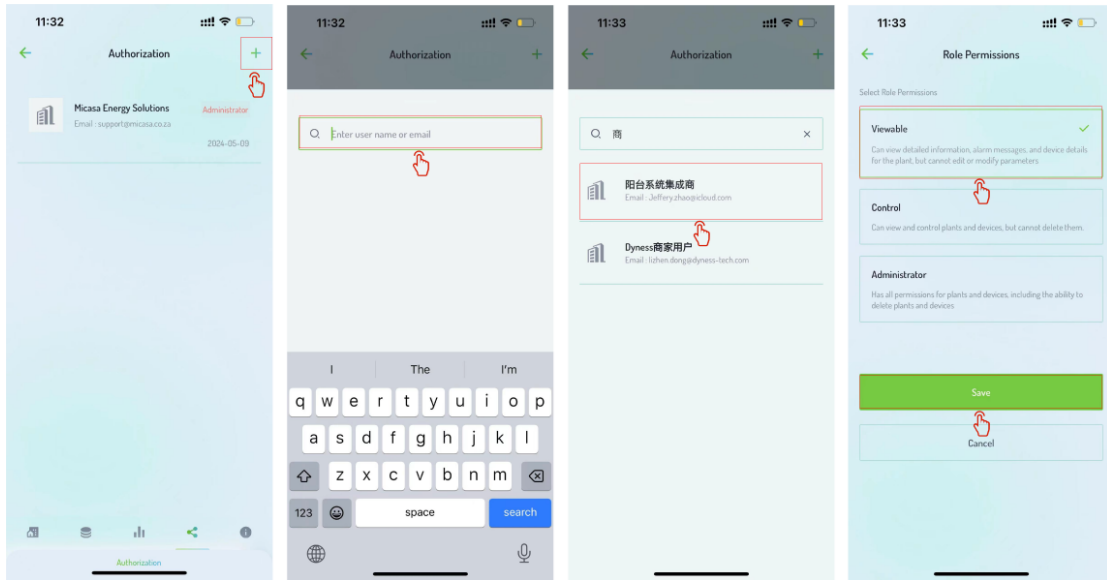 11:32
Authorization
+
Micasa Energy Solutions
Administrator
Email : support@micasa.co.za
2024-05-09
Authorization
11:32
Authorization
+
Enter user name or email
I
The
I'm
q w e r t y u i o p
a s d f g h j k l
z x c v b n m
123
space
search
11:33
Authorization
+
商
×
阳台系统集成商
Email : Jeffery.zhao@icloud.com
Dyness商家用户
Email : lizhen.dong@dyness-tech.com
11:33
Role Permissions
Select Role Permissions
Viewable
Can view detailed information, alarm messages, and device details
for the plant, but cannot edit or modify parameters
Control
Can view and control plants and devices, but cannot delete them.
Administrator
Has all permissions for plants and devices, including the ability to
delete plants and devices
Save
Cancel